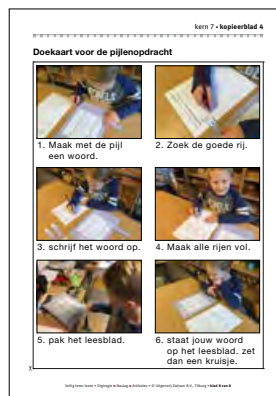 kern 7 • kopieerblad 4
Doekaart voor de pijlenopdracht
1. Maak met de pijl
een woord.
2. Zoek de goede rij.
3. schrijf het woord op.
4. Maak alle rijen vol.
5. pak het leesblad.
6. staat jouw woord
op het leesblad. zet
dan een kruisje.